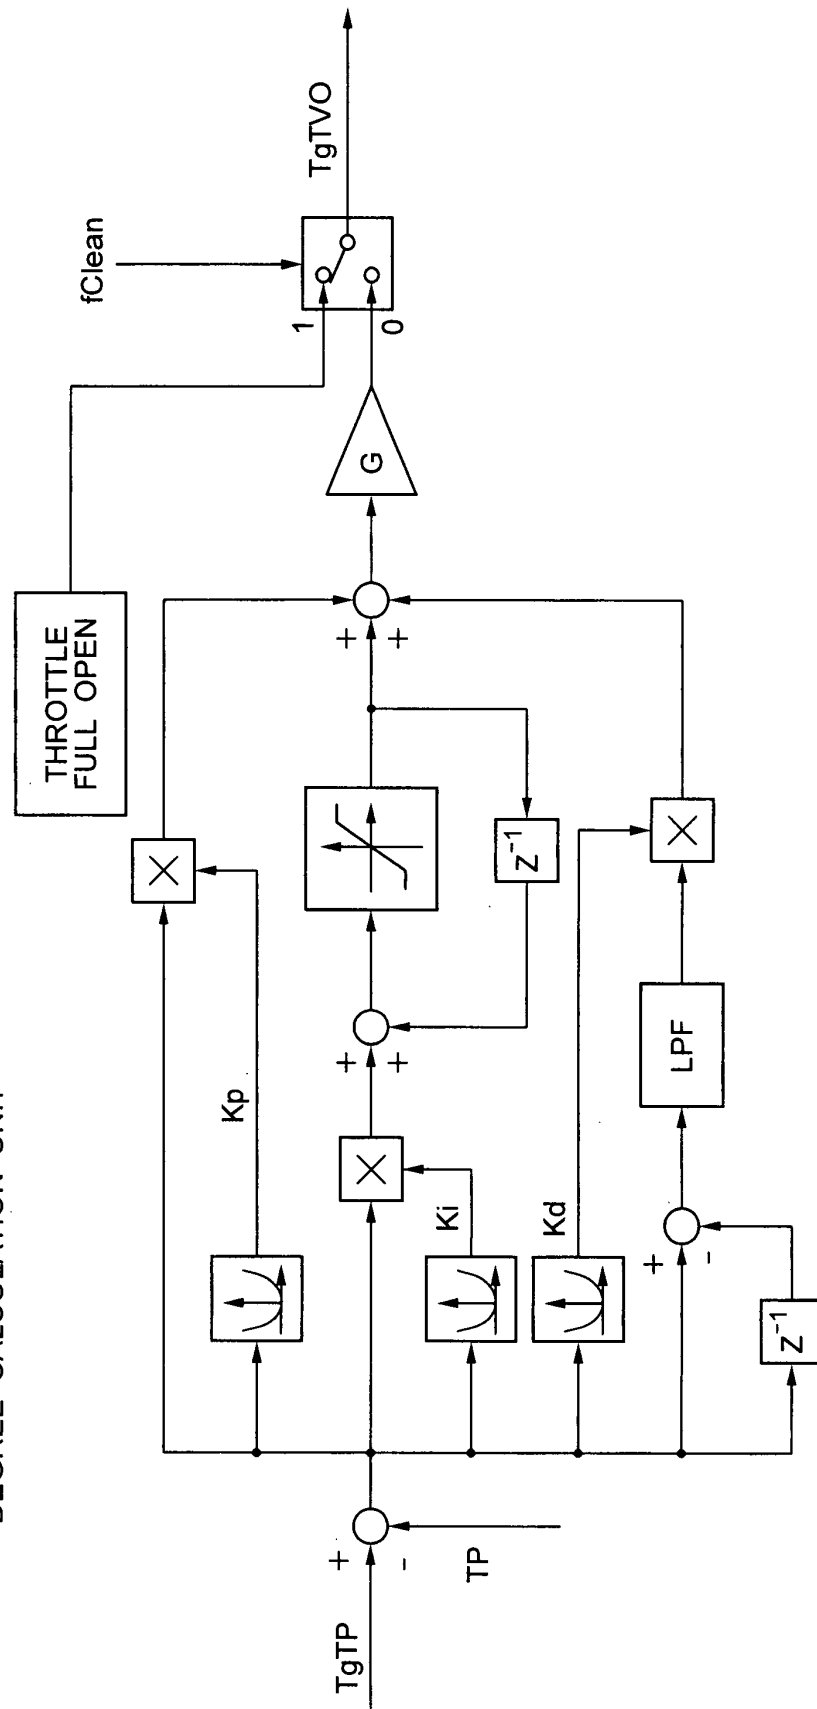 THROTTLE
FULL OPEN
fClean
TgTVO
1
0
G
Kp
+
+
+
+
Z⁻¹
Ki
Kd
TgTP
+
-
TP
+
-
LPF
Z⁻¹